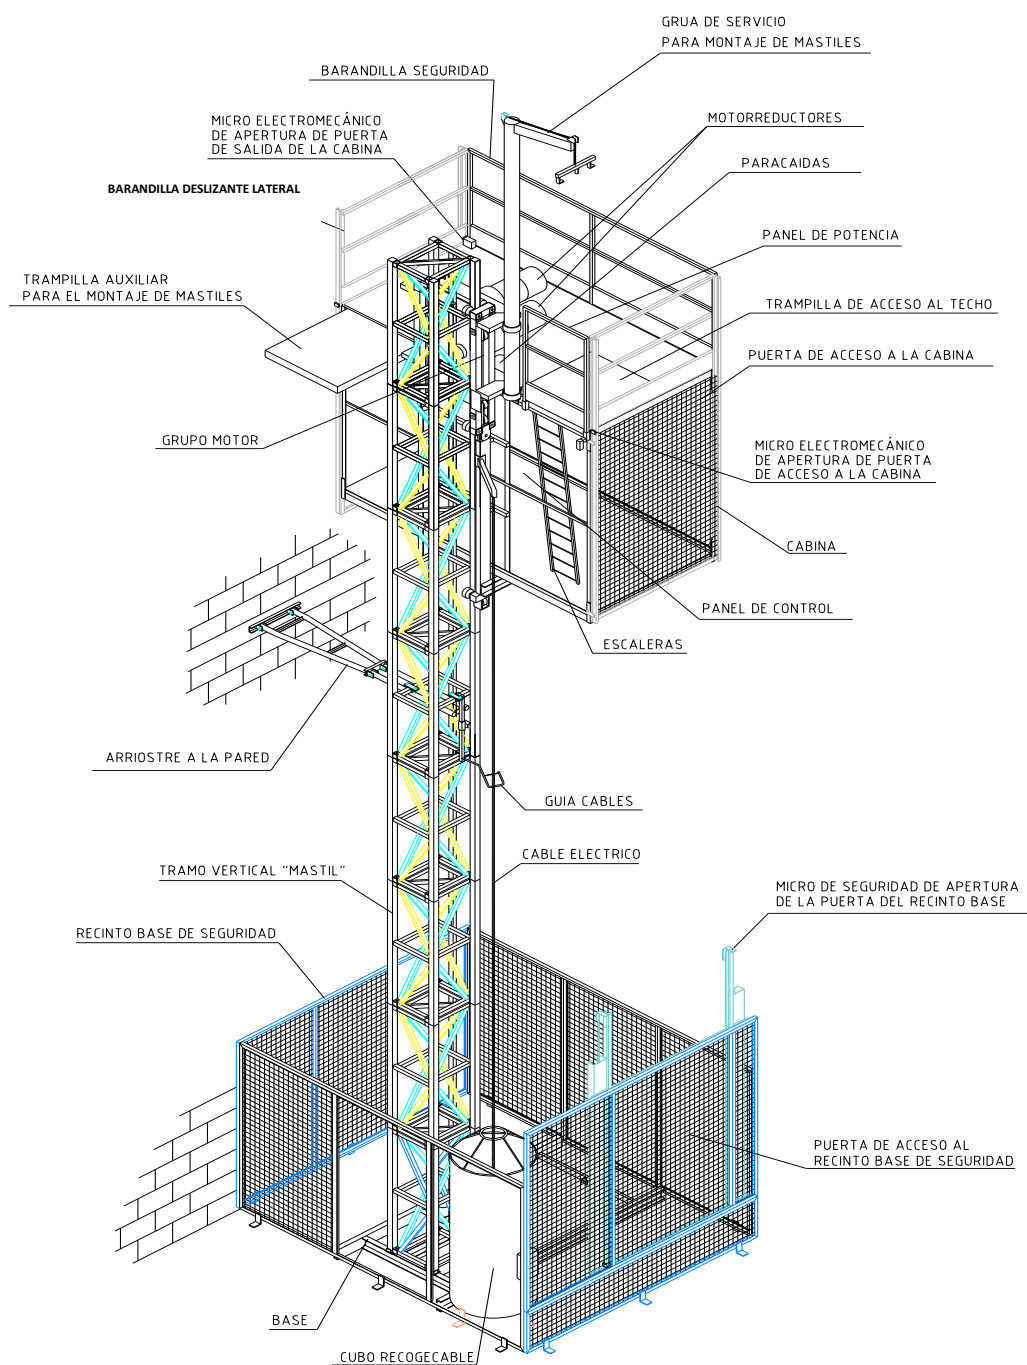 GRUA DE SERVICIO
PARA MONTAJE DE MASTILES
BARANDILLA SEGURIDAD
MICRO ELECTROMECÁNICO
DE APERTURA DE PUERTA
DE SALIDA DE LA CABINA
MOTORREDUCTORES
PARACAIDAS
BARANDILLA DESLIZANTE LATERAL
PANEL DE POTENCIA
TRAMPILLA AUXILIAR
PARA EL MONTAJE DE MASTILES
TRAMPILLA DE ACCESO AL TECHO
PUERTA DE ACCESO A LA CABINA
GRUPO MOTOR
MICRO ELECTROMECÁNICO
DE APERTURA DE PUERTA
DE ACCESO A LA CABINA
CABINA
PANEL DE CONTROL
ESCALERAS
ARRIOSTRE A LA PARED
GUIA CABLES
CABLE ELECTRICO
TRAMO VERTICAL "MASTIL"
MICRO DE SEGURIDAD DE APERTURA
DE LA PUERTA DEL RECINTO BASE
RECINTO BASE DE SEGURIDAD
PUERTA DE ACCESO AL
RECINTO BASE DE SEGURIDAD
BASE
CUBO RECOGECABLE